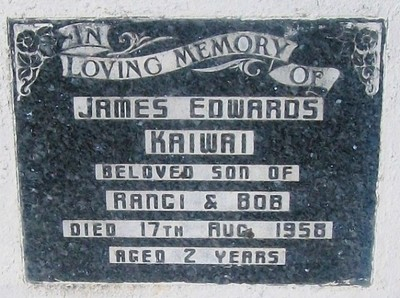 IN
LOVING MEMORY
OF
JAMES EDWARDS
KAIWAI
BELOVED SON OF
RANGI & BOB
DIED 17TH AUG. 1958
AGED 2 YEARS